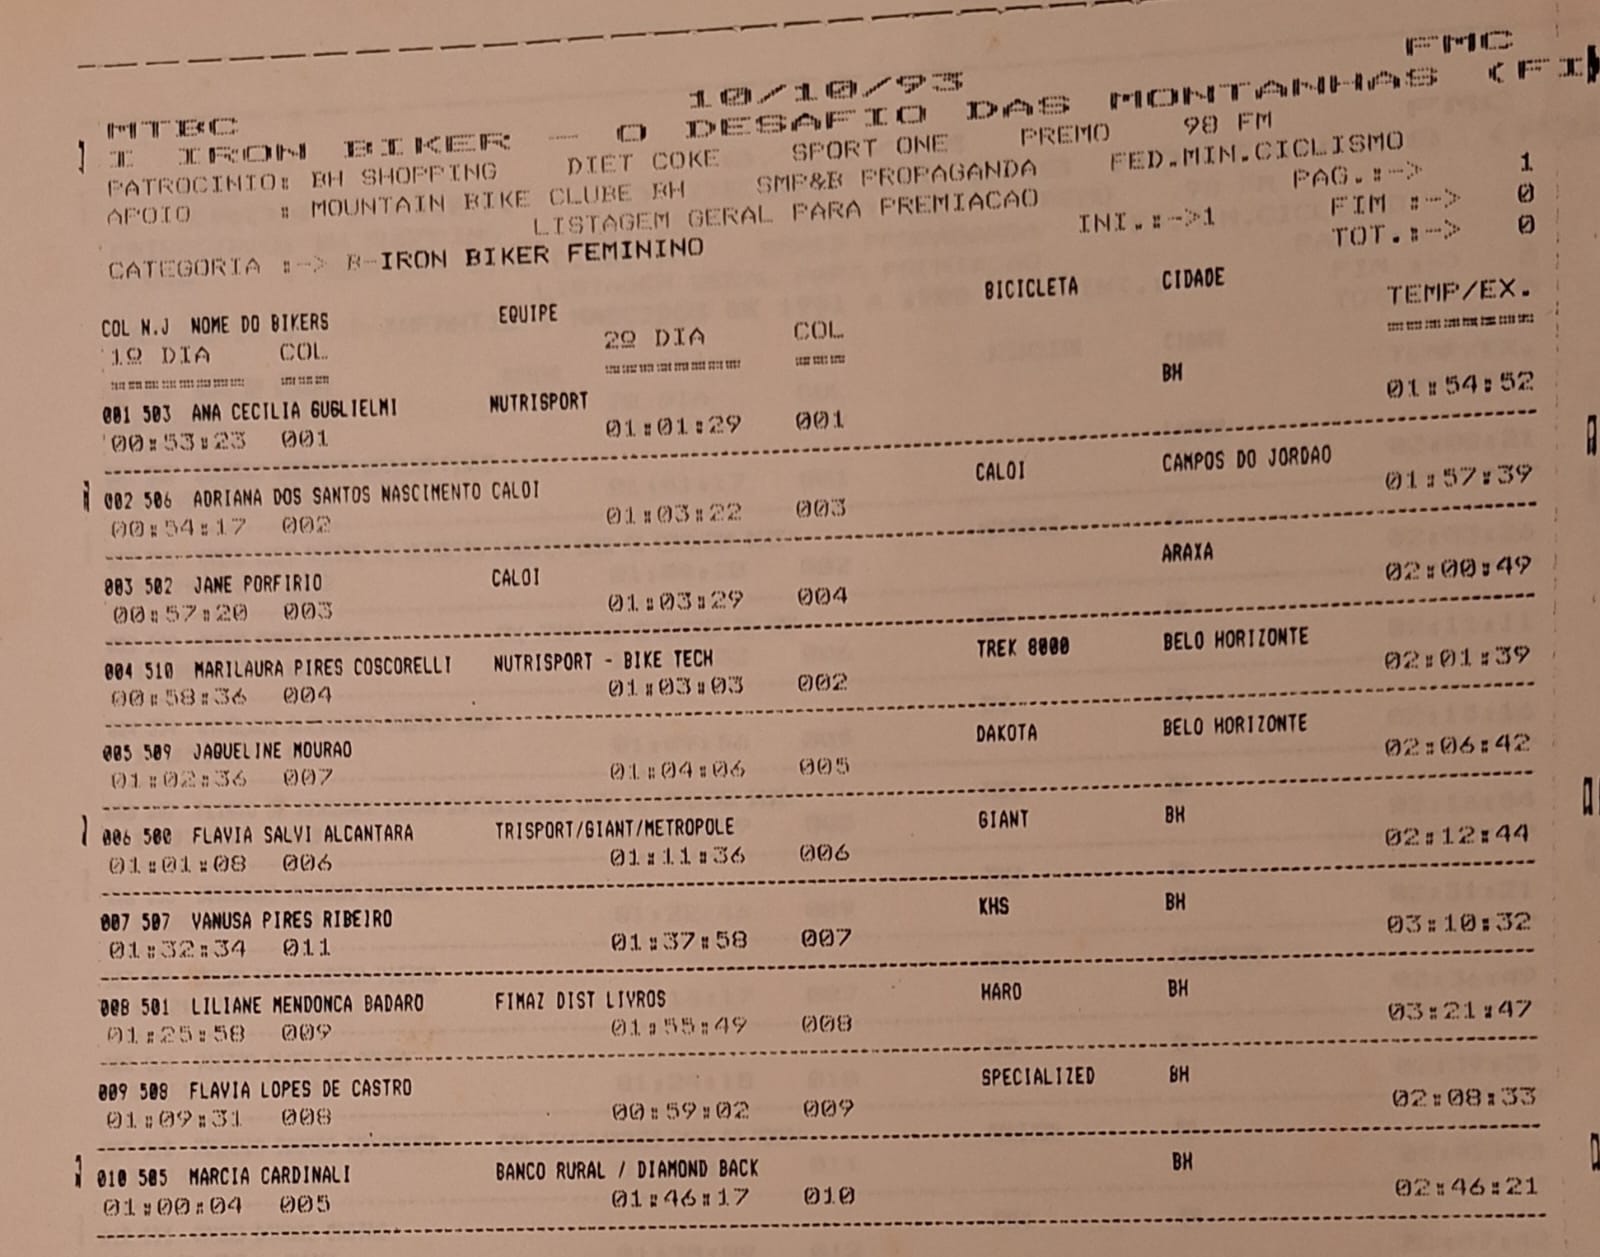 FMC
MTBC 10/10/93
I IRON BIKER - O DESAFIO DAS MONTANHAS (FI
PATROCINIO: BH SHOPPING DIET COKE SPORT ONE PREMO 98 FM
APOIO : MOUNTAIN BIKE CLUBE BH SMP&B PROPAGANDA FED.MIN.CICLISMO
LISTAGEM GERAL PARA PREMIACAO PAG.:-> 1
CATEGORIA :-> B-IRON BIKER FEMININO INI.:->1 FIM :-> 0
TOT.:-> 0
COL N.J NOME DO BIKERS EQUIPE BICICLETA CIDADE TEMP/EX.
1º DIA COL 2º DIA COL
001 503 ANA CECILIA GUGLIELMI NUTRISPORT BH 01:54:52
00:53:23 001 01:01:29 001
002 506 ADRIANA DOS SANTOS NASCIMENTO CALOI CALOI CAMPOS DO JORDAO 01:57:39
00:54:17 002 01:03:22 003
003 502 JANE PORFIRIO CALOI ARAXA 02:00:49
00:57:20 003 01:03:29 004
004 510 MARILAURA PIRES COSCORELLI NUTRISPORT - BIKE TECH TREK 8000 BELO HORIZONTE 02:01:39
00:58:36 004 01:03:03 002
005 509 JAQUELINE MOURAO DAKOTA BELO HORIZONTE 02:06:42
01:02:36 007 01:04:06 005
006 500 FLAVIA SALVI ALCANTARA TRISPORT/GIANT/METROPOLE GIANT BH 02:12:44
01:01:08 006 01:11:36 006
007 507 VANUSA PIRES RIBEIRO KHS BH 03:10:32
01:32:34 011 01:37:58 007
008 501 LILIANE MENDONCA BADARO FIMAZ DIST LIVROS HARO BH 03:21:47
01:25:58 009 01:55:49 008
009 508 FLAVIA LOPES DE CASTRO SPECIALIZED BH 02:08:33
01:09:31 008 00:59:02 009
010 505 MARCIA CARDINALI BANCO RURAL / DIAMOND BACK BH 02:46:21
01:00:04 005 01:46:17 010